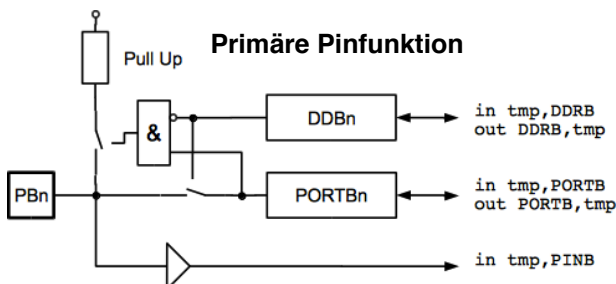 Primäre Pinfunktion
Pull Up
&
DDBn
in tmp,DDRB
out DDRB,tmp
PBn
PORTBn
in tmp,PORTB
out PORTB,tmp
in tmp,PINB